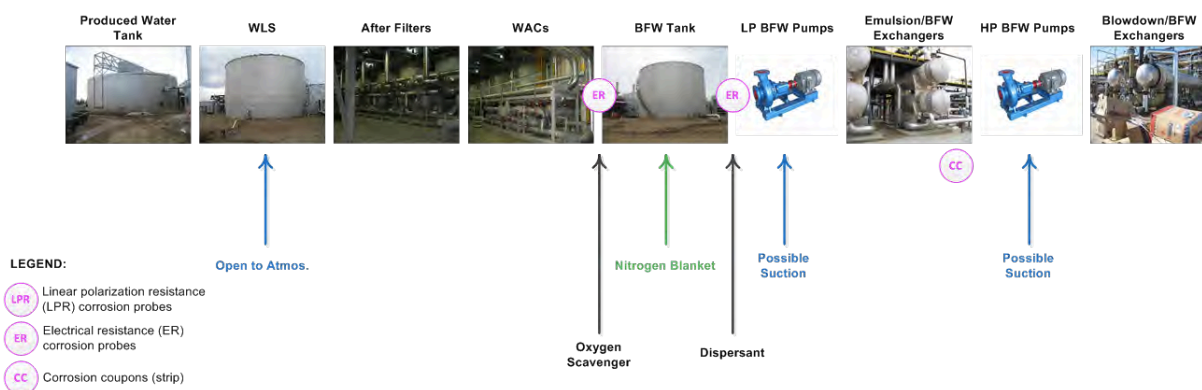 Produced Water
Tank
WLS
After Filters
WACs
BFW Tank
LP BFW Pumps
Emulsion/BFW
Exchangers
HP BFW Pumps
Blowdown/BFW
Exchangers
ER
ER
CC
Open to Atmos.
Nitrogen Blanket
Possible
Suction
Possible
Suction
Oxygen
Scavenger
Dispersant
LEGEND:
LPR
Linear polarization resistance
(LPR) corrosion probes
ER
Electrical resistance (ER)
corrosion probes
CC
Corrosion coupons (strip)